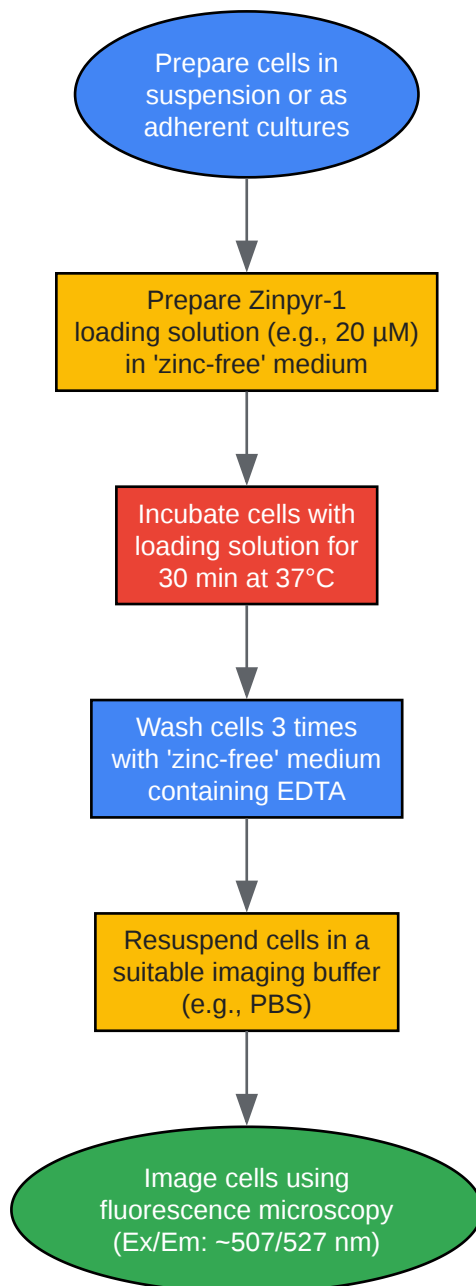 Prepare cells in
suspension or as
adherent cultures
Prepare Zinpyr-1
loading solution (e.g., 20 µM)
in 'zinc-free' medium
Incubate cells with
loading solution for
30 min at 37°C
Wash cells 3 times
with 'zinc-free' medium
containing EDTA
Resuspend cells in a
suitable imaging buffer
(e.g., PBS)
Image cells using
fluorescence microscopy
(Ex/Em: ~507/527 nm)